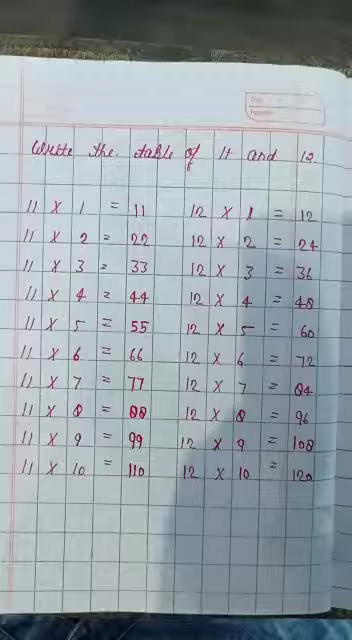 Write the table of 11 and 12
11 X 1 = 11 12 X 1 = 12
11 X 2 = 22 12 X 2 = 24
11 X 3 = 33 12 X 3 = 36
11 X 4 = 44 12 X 4 = 48
11 X 5 = 55 12 X 5 = 60
11 X 6 = 66 12 X 6 = 72
11 X 7 = 77 12 X 7 = 84
11 X 8 = 88 12 X 8 = 96
11 X 9 = 99 12 X 9 = 108
11 X 10 = 110 12 X 10 = 120